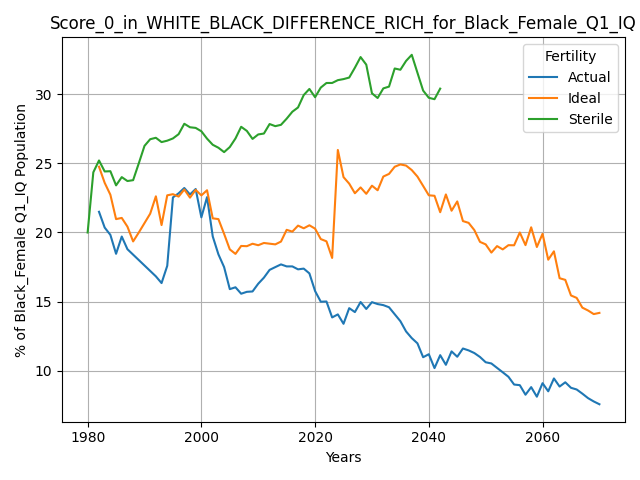 Score_0_in_WHITE_BLACK_DIFFERENCE_RICH_for_Black_Female_Q1_IQ
% of Black_Female Q1_IQ Population
30
25
20
15
10
Fertility
Actual
Ideal
Sterile
1980
2000
2020
2040
2060
Years